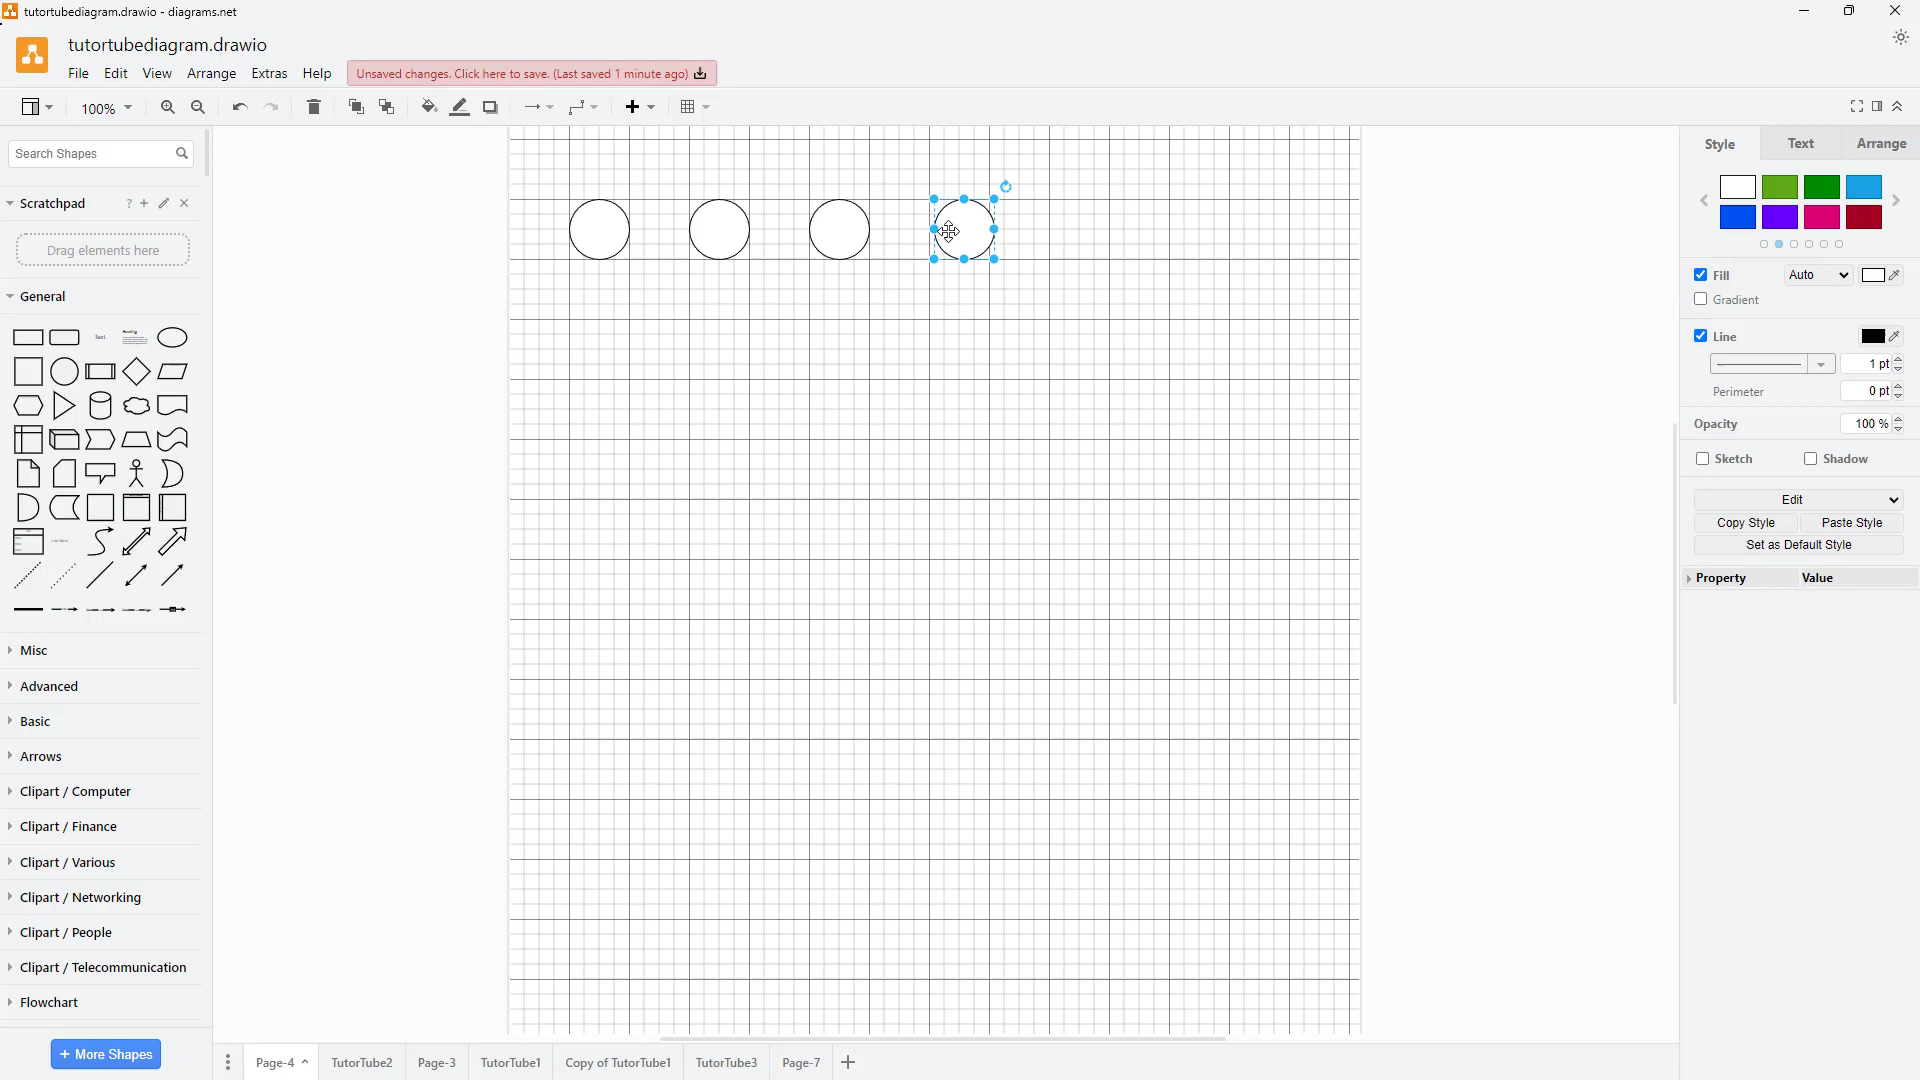 tutortubediagram.drawio - diagrams.net
tutortubediagram.drawio
File Edit View Arrange Extras Help
Unsaved changes. Click here to save. (Last saved 1 minute ago)
100%
Search Shapes
Scratchpad
?
Drag elements here
General
Text
Heading
Misc
Advanced
Basic
Arrows
Clipart / Computer
Clipart / Finance
Clipart / Various
Clipart / Networking
Clipart / People
Clipart / Telecommunication
Flowchart
+ More Shapes
Page-4 TutorTube2 Page-3 TutorTube1 Copy of TutorTube1 TutorTube3 Page-7
Style Text Arrange
Fill Auto
Gradient
Line
1 pt
Perimeter 0 pt
Opacity 100 %
Sketch Shadow
Edit
Copy Style Paste Style
Set as Default Style
Property Value